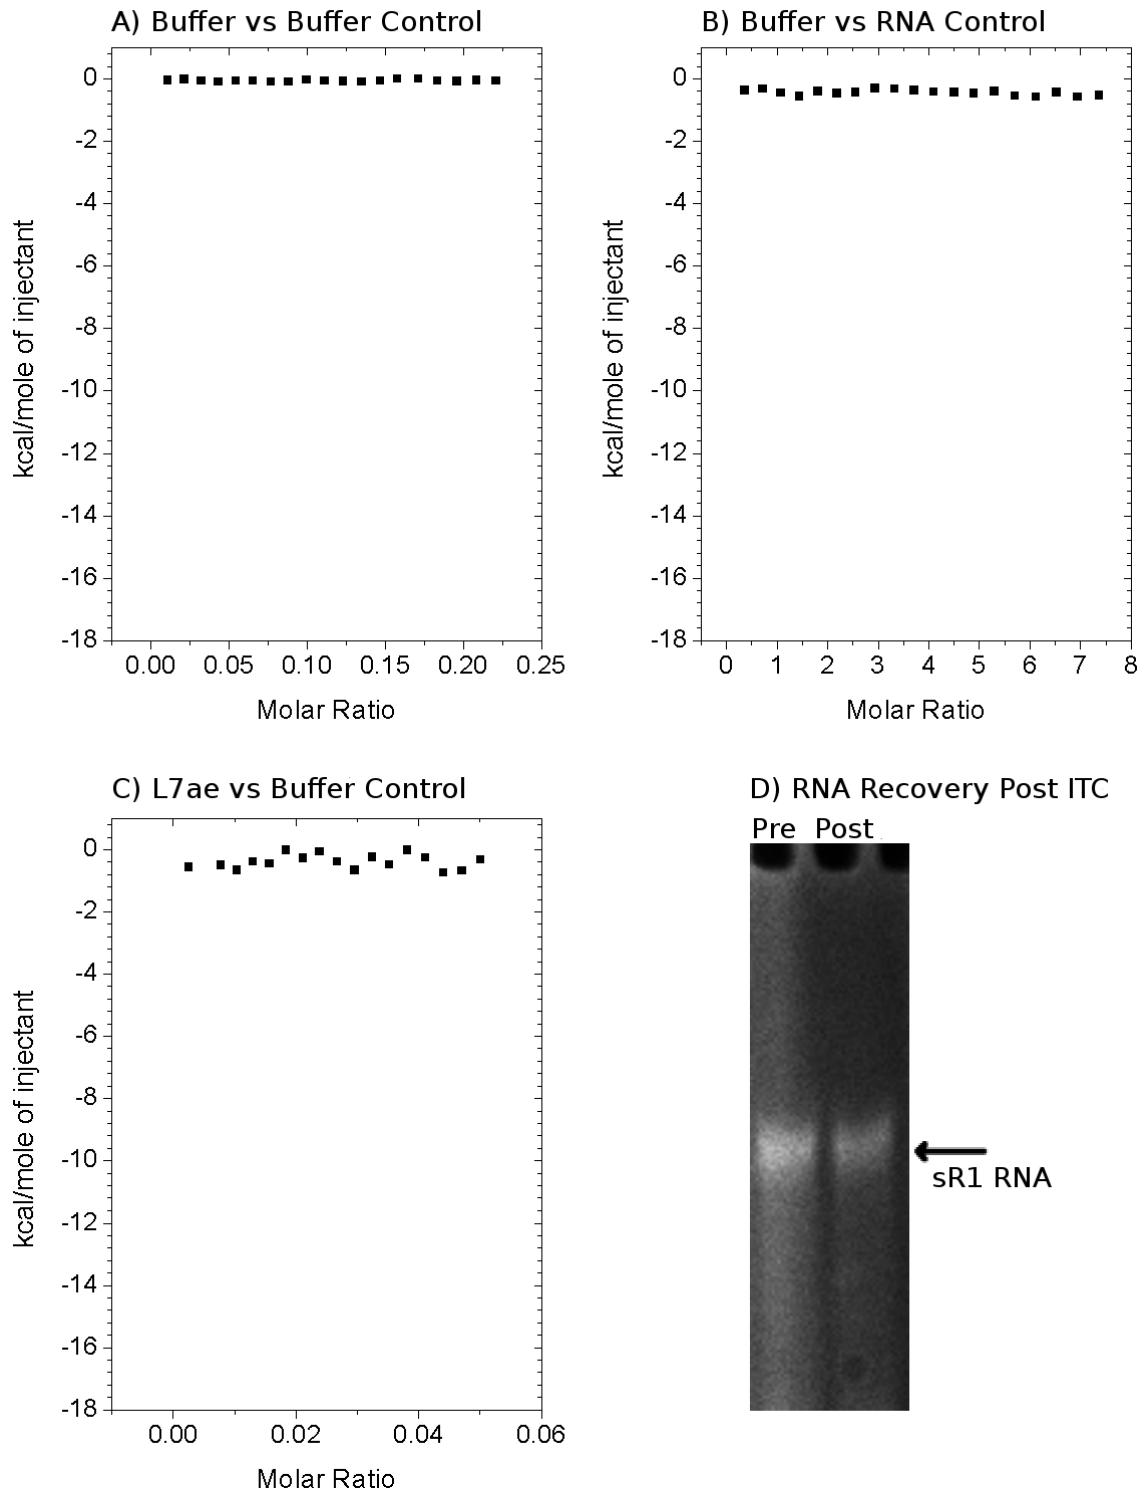 A) Buffer vs Buffer Control
0
-2
-4
-6
-8
-10
-12
-14
-16
-18
kcal/mole of injectant
0.00 0.05 0.10 0.15 0.20 0.25
Molar Ratio
B) Buffer vs RNA Control
0
-2
-4
-6
-8
-10
-12
-14
-16
-18
kcal/mole of injectant
0 1 2 3 4 5 6 7 8
Molar Ratio
C) L7ae vs Buffer Control
0
-2
-4
-6
-8
-10
-12
-14
-16
-18
kcal/mole of injectant
0.00 0.02 0.04 0.06
Molar Ratio
D) RNA Recovery Post ITC
Pre Post
sR1 RNA